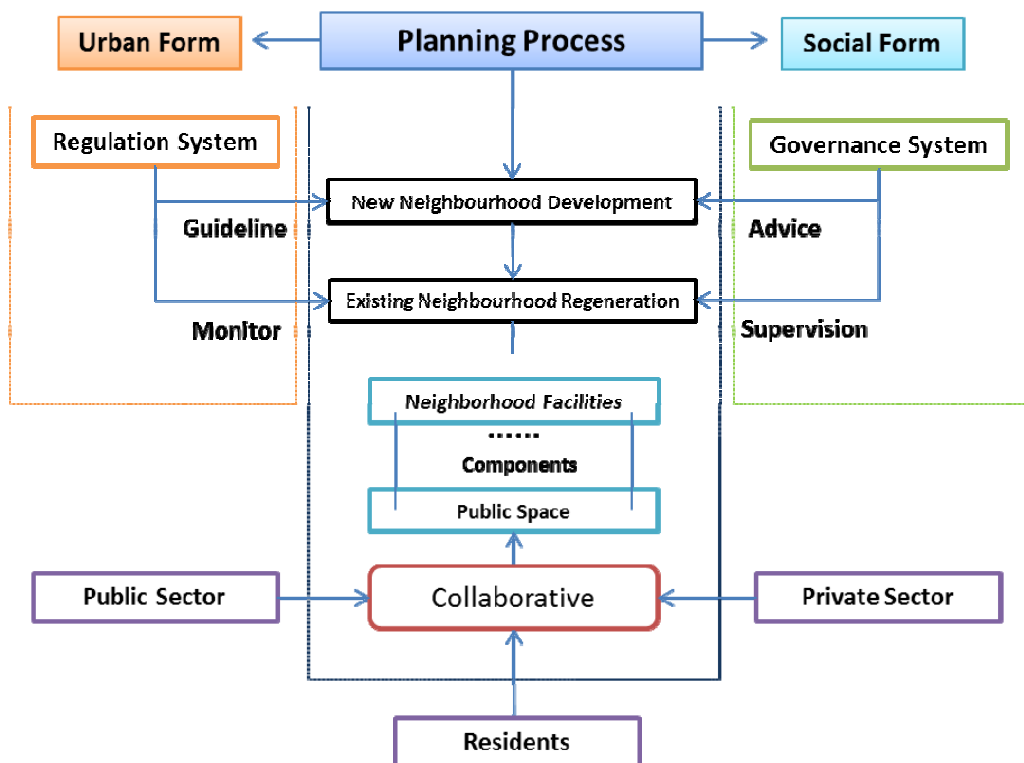 Urban Form
Planning Process
Social Form
Regulation System
Governance System
New Neighbourhood Development
Guideline
Advice
Existing Neighbourhood Regeneration
Monitor
Supervision
Neighborhood Facilities
......
Components
Public Space
Public Sector
Collaborative
Private Sector
Residents